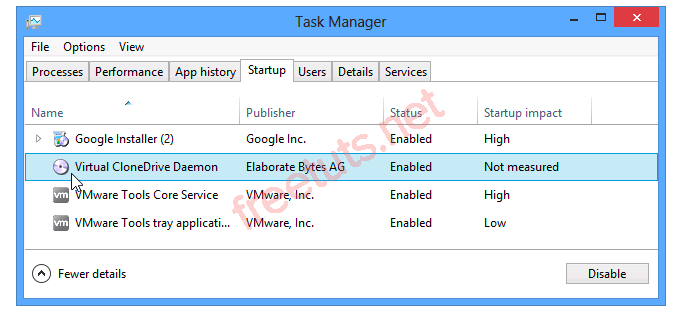 Task Manager
File Options View
Processes Performance App history Startup Users Details Services
Name Publisher Status Startup impact
Google Installer (2) Google Inc. Enabled High
Virtual CloneDrive Daemon Elaborate Bytes AG Enabled Not measured
vm VMware Tools Core Service VMware, Inc. Enabled High
vm VMware Tools tray applicati... VMware, Inc. Enabled Low
freetuts.net
Fewer details Disable